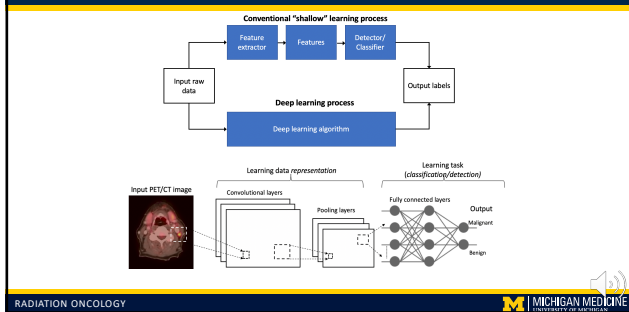 Conventional "shallow" learning process
Feature
extractor
Features
Detector/
Classifier
Input raw
data
Output labels
Deep learning process
Deep learning algorithm
Learning data representation
Learning task
(classification/detection)
Input PET/CT image
Convolutional layers
Pooling layers
Fully connected layers
Output
Malignant
Benign
RADIATION ONCOLOGY
M MICHIGAN MEDICINE
UNIVERSITY OF MICHIGAN